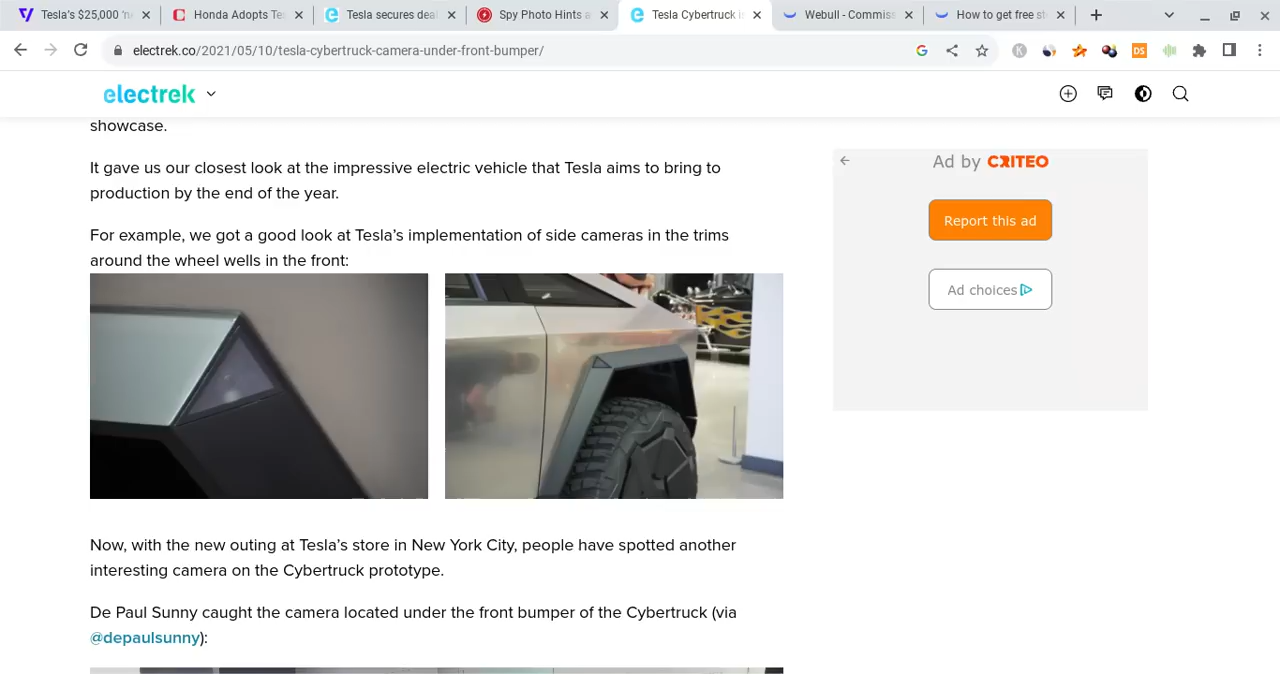 Tesla's $25,000 'n
Honda Adopts Tes
Tesla secures deal
Spy Photo Hints a
Tesla Cybertruck is
Webull - Commiss
How to get free st
electrek.co/2021/05/10/tesla-cybertruck-camera-under-front-bumper/
electrek
showcase.
It gave us our closest look at the impressive electric vehicle that Tesla aims to bring to
production by the end of the year.
For example, we got a good look at Tesla's implementation of side cameras in the trims
around the wheel wells in the front:
Now, with the new outing at Tesla's store in New York City, people have spotted another
interesting camera on the Cybertruck prototype.
De Paul Sunny caught the camera located under the front bumper of the Cybertruck (via
@depaulsunny):
Ad by CRITEO
Report this ad
Ad choices